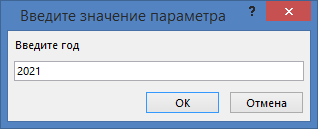 Введите значение параметра ?
Введите год
2021
ОК
Отмена